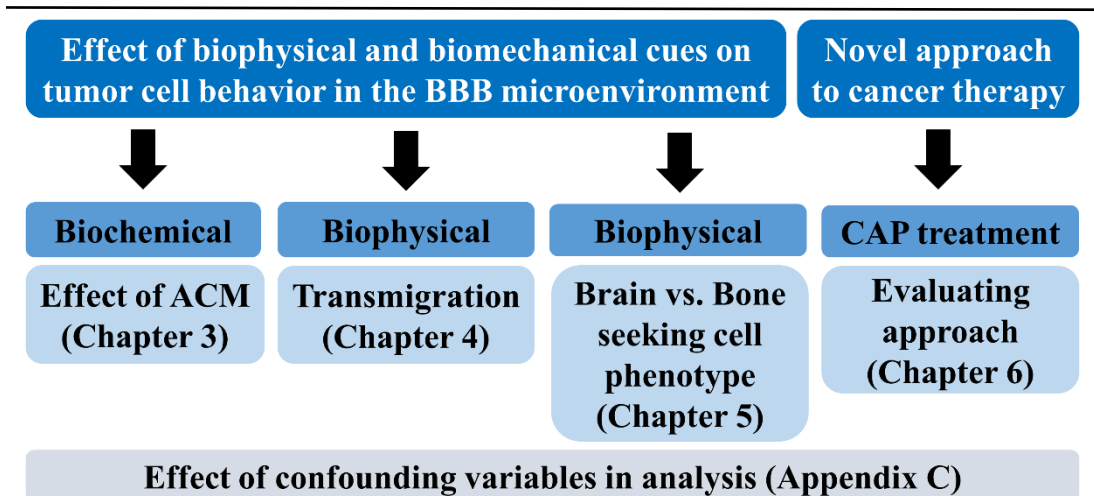 Effect of biophysical and biomechanical cues on
tumor cell behavior in the BBB microenvironment
Novel approach
to cancer therapy
Biochemical
Effect of ACM
(Chapter 3)
Biophysical
Transmigration
(Chapter 4)
Biophysical
Brain vs. Bone
seeking cell
phenotype
(Chapter 5)
CAP treatment
Evaluating
approach
(Chapter 6)
Effect of confounding variables in analysis (Appendix C)